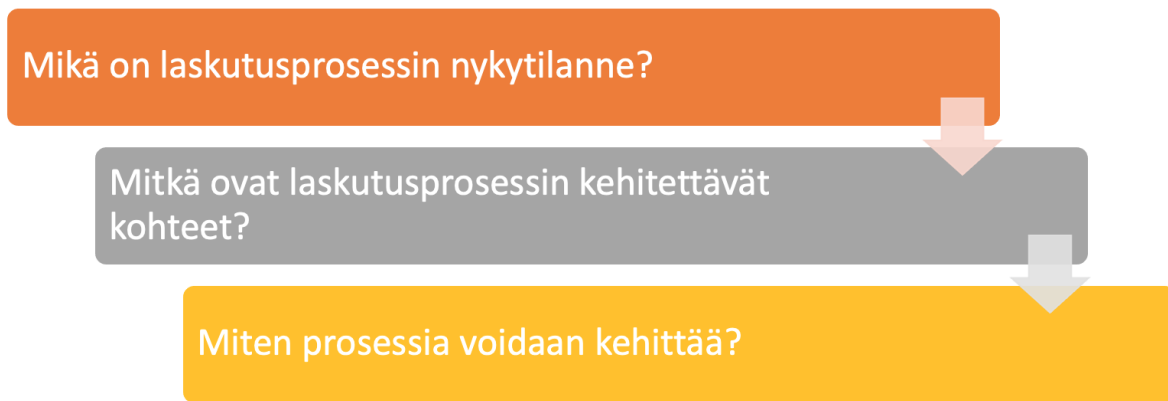 Mikä on laskutusprosessin nykytilanne?
Mitkä ovat laskutusprosessin kehitettävät
kohteet?
Miten prosessia voidaan kehittää?